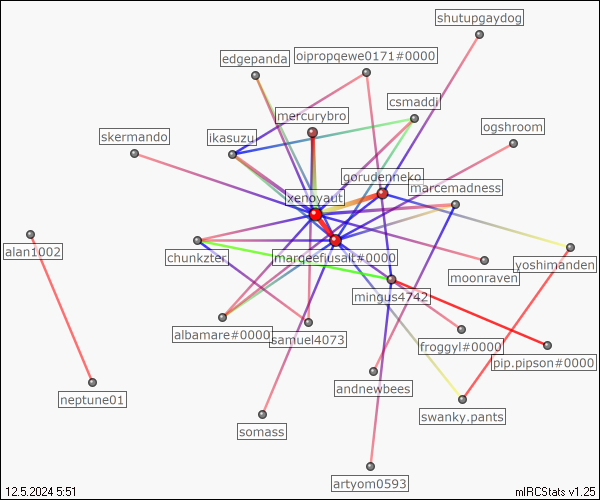 shutupgaydog
edgepanda
oipropqewe0171#0000
csmaddi
mercurybro
ogshroom
skermando
ikasuzu
gorudenneko
marcemadness
xenoyaut
alan1002
chunkzter
margefiusalt#0000
moonraven
yoshimanden
mingus4742
albamare#0000
samuel4073
froggyl#0000
pip.pipson#0000
neptune01
andnewbees
swanky.pants
somass
artyom0593
12.5.2024 5:51
mIRCStats v1.25